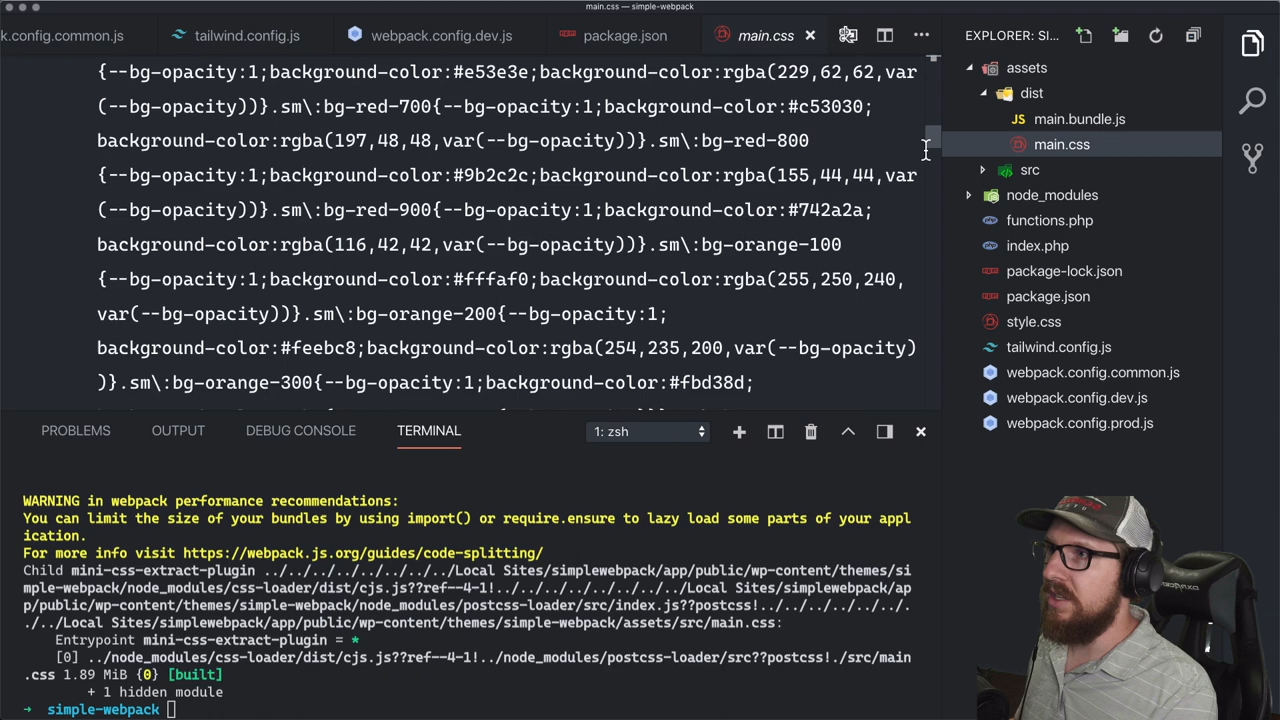 main.css — simple-webpack
k.config.common.js
tailwind.config.js
webpack.config.dev.js
package.json
main.css
EXPLORER: SI...
{--bg-opacity:1;background-color:#e53e3e;background-color:rgba(229,62,62,var
(--bg-opacity))}.sm\:bg-red-700{--bg-opacity:1;background-color:#c53030;
background-color:rgba(197,48,48,var(--bg-opacity))}.sm\:bg-red-800
{--bg-opacity:1;background-color:#9b2c2c;background-color:rgba(155,44,44,var
(--bg-opacity))}.sm\:bg-red-900{--bg-opacity:1;background-color:#742a2a;
background-color:rgba(116,42,42,var(--bg-opacity))}.sm\:bg-orange-100
{--bg-opacity:1;background-color:#fffaf0;background-color:rgba(255,250,240,
var(--bg-opacity))}.sm\:bg-orange-200{--bg-opacity:1;
background-color:#feebc8;background-color:rgba(254,235,200,var(--bg-opacity)
)}.sm\:bg-orange-300{--bg-opacity:1;background-color:#fbd38d;
assets
dist
JS main.bundle.js
main.css
src
node_modules
functions.php
index.php
package-lock.json
package.json
style.css
tailwind.config.js
webpack.config.common.js
webpack.config.dev.js
webpack.config.prod.js
PROBLEMS
OUTPUT
DEBUG CONSOLE
TERMINAL
1: zsh
WARNING in webpack performance recommendations:
You can limit the size of your bundles by using import() or require.ensure to lazy load some parts of your appl
ication.
For more info visit https://webpack.js.org/guides/code-splitting/
Child mini-css-extract-plugin ../../../../../../../Local Sites/simplewebpack/app/public/wp-content/themes/si
mple-webpack/node_modules/css-loader/dist/cjs.js??ref--4-1!../../../../../../../Local Sites/simplewebpack/ap
p/public/wp-content/themes/simple-webpack/node_modules/postcss-loader/src/index.js??postcss!../../../../../.
./../Local Sites/simplewebpack/app/public/wp-content/themes/simple-webpack/assets/src/main.css:
Entrypoint mini-css-extract-plugin = *
[0] ../node_modules/css-loader/dist/cjs.js??ref--4-1!../node_modules/postcss-loader/src??postcss!./src/main
.css 1.89 MiB {0} [built]
+ 1 hidden module
→ simple-webpack